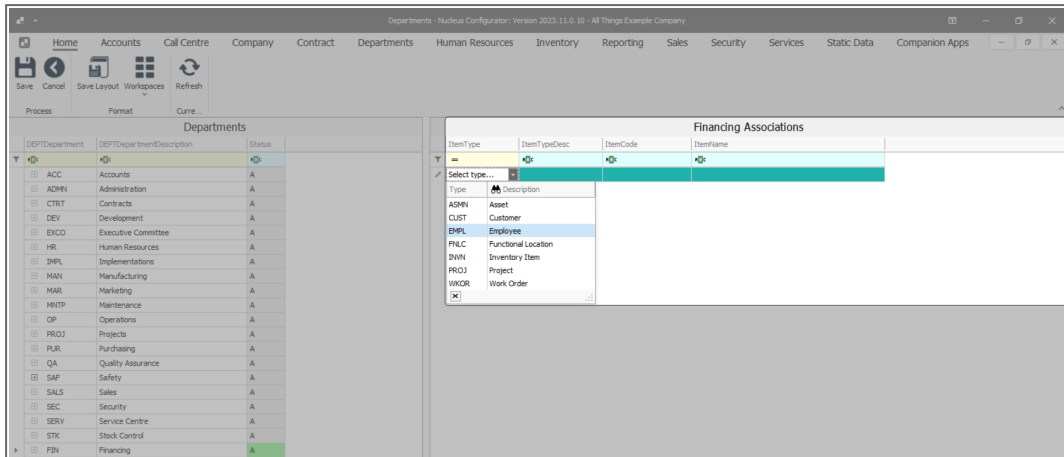 Departments - Nucleus Configurator: Version 2023.11.0.10 - All Things Example Company
Home Accounts Call Centre Company Contract Departments Human Resources Inventory Reporting Sales Security Services Static Data Companion Apps
Save Cancel Save Layout Workspaces Refresh
Process Format Curre...
Departments
DEPTDepartment DEPTDepartmentDescription Status
ACC Accounts A
ADMN Administration A
CTRT Contracts A
DEV Development A
EXCO Executive Committee A
HR Human Resources A
IMPL Implementations A
MAN Manufacturing A
MAR Marketing A
MNTP Maintenance A
OP Operations A
PROJ Projects A
PUR Purchasing A
QA Quality Assurance A
SAF Safety A
SALS Sales A
SEC Security A
SERV Service Centre A
STK Stock Control A
FIN Financing A
Financing Associations
ItemType ItemTypeDesc ItemCode ItemName
=
Select type...
Type Description
ASMN Asset
CUST Customer
EMPL Employee
FNLC Functional Location
INVN Inventory Item
PROJ Project
WKOR Work Order